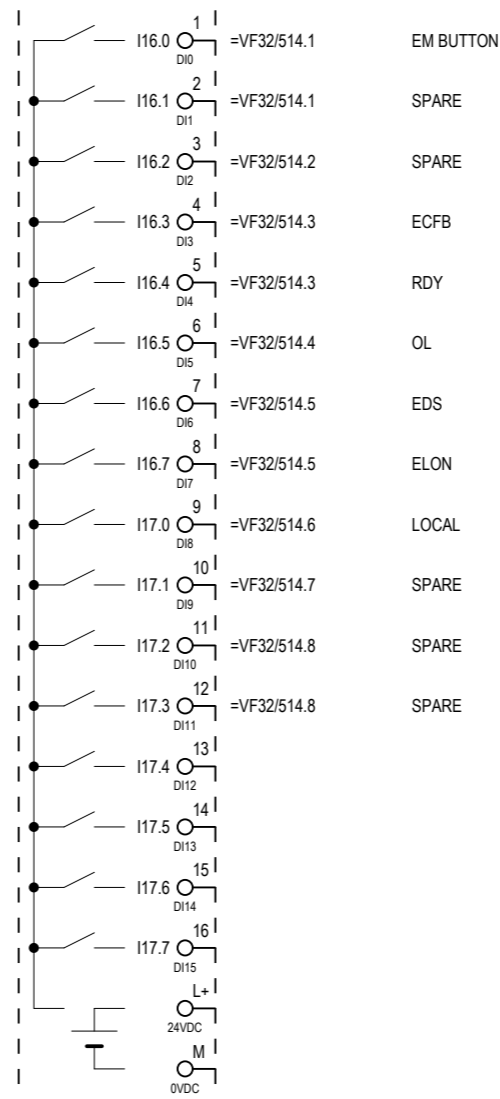 1
I16.0 =VF32/514.1 EM BUTTON
DI0
2
I16.1 =VF32/514.1 SPARE
DI1
3
I16.2 =VF32/514.2 SPARE
DI2
4
I16.3 =VF32/514.3 ECFB
DI3
5
I16.4 =VF32/514.3 RDY
DI4
6
I16.5 =VF32/514.4 OL
DI5
7
I16.6 =VF32/514.5 EDS
DI6
8
I16.7 =VF32/514.5 ELON
DI7
9
I17.0 =VF32/514.6 LOCAL
DI8
10
I17.1 =VF32/514.7 SPARE
DI9
11
I17.2 =VF32/514.8 SPARE
DI10
12
I17.3 =VF32/514.8 SPARE
DI11
13
I17.4
DI12
14
I17.5
DI13
15
I17.6
DI14
16
I17.7
DI15
L+
24VDC
M
0VDC